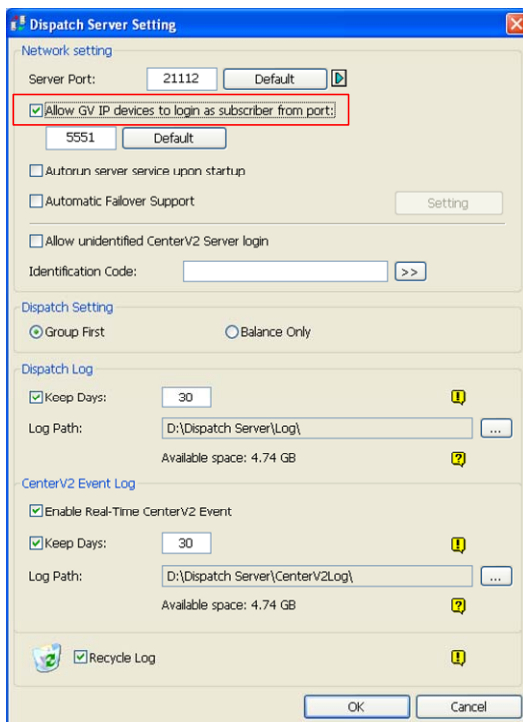 Dispatch Server Setting
Network setting
Server Port: 21112 Default
Allow GV IP devices to login as subscriber from port:
5551 Default
Autorun server service upon startup
Automatic Failover Support Setting
Allow unidentified CenterV2 Server login
Identification Code: >>
Dispatch Setting
Group First Balance Only
Dispatch Log
Keep Days: 30
Log Path: D:\Dispatch Server\Log\ ...
Available space: 4.74 GB
CenterV2 Event Log
Enable Real-Time CenterV2 Event
Keep Days: 30
Log Path: D:\Dispatch Server\CenterV2Log\ ...
Available space: 4.74 GB
Recycle Log
OK Cancel